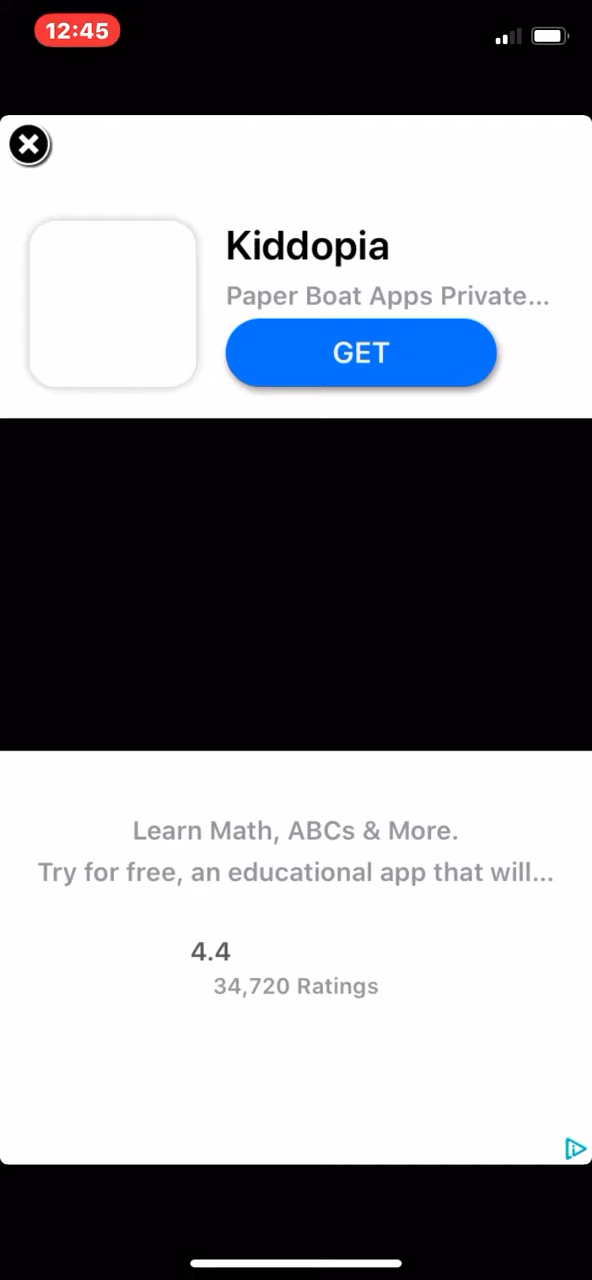 12:45
Kiddopia
Paper Boat Apps Private...
GET
Learn Math, ABCs & More.
Try for free, an educational app that will...
4.4
34,720 Ratings